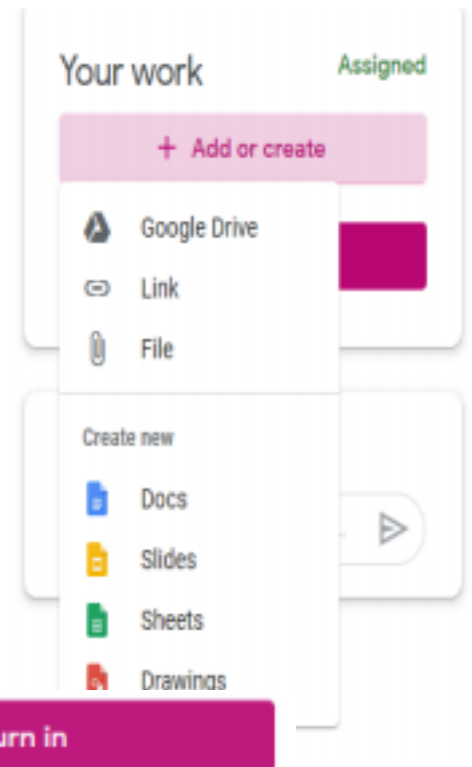 Your work
Assigned
+ Add or create
Google Drive
Link
File
Create new
Docs
Slides
Sheets
Drawings
urn in